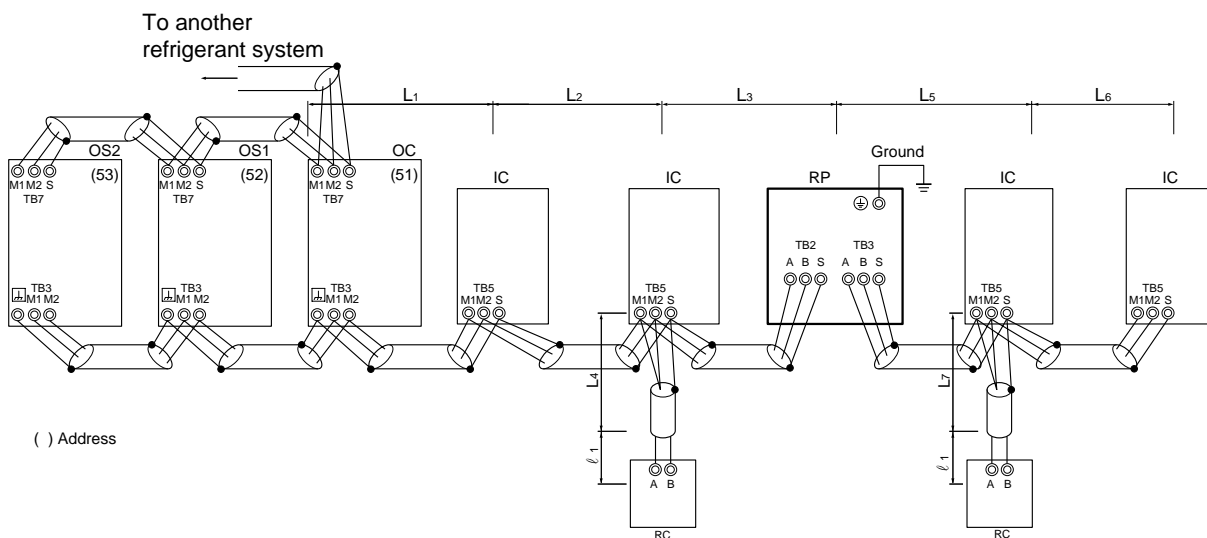 To another
refrigerant system
L1
L2
L3
L5
L6
OS2
(53)
OS1
(52)
OC
(51)
IC
IC
RP
Ground
IC
IC
M1 M2 S
TB7
M1 M2 S
TB7
M1 M2 S
TB7
TB2
A B S
TB3
A B S
TB3
M1 M2
TB3
M1 M2
TB3
M1 M2
TB5
M1 M2 S
TB5
M1 M2 S
TB5
M1 M2 S
TB5
M1 M2 S
L4
L7
( ) Address
ℓ 1
ℓ 1
A B
A B
RC
RC